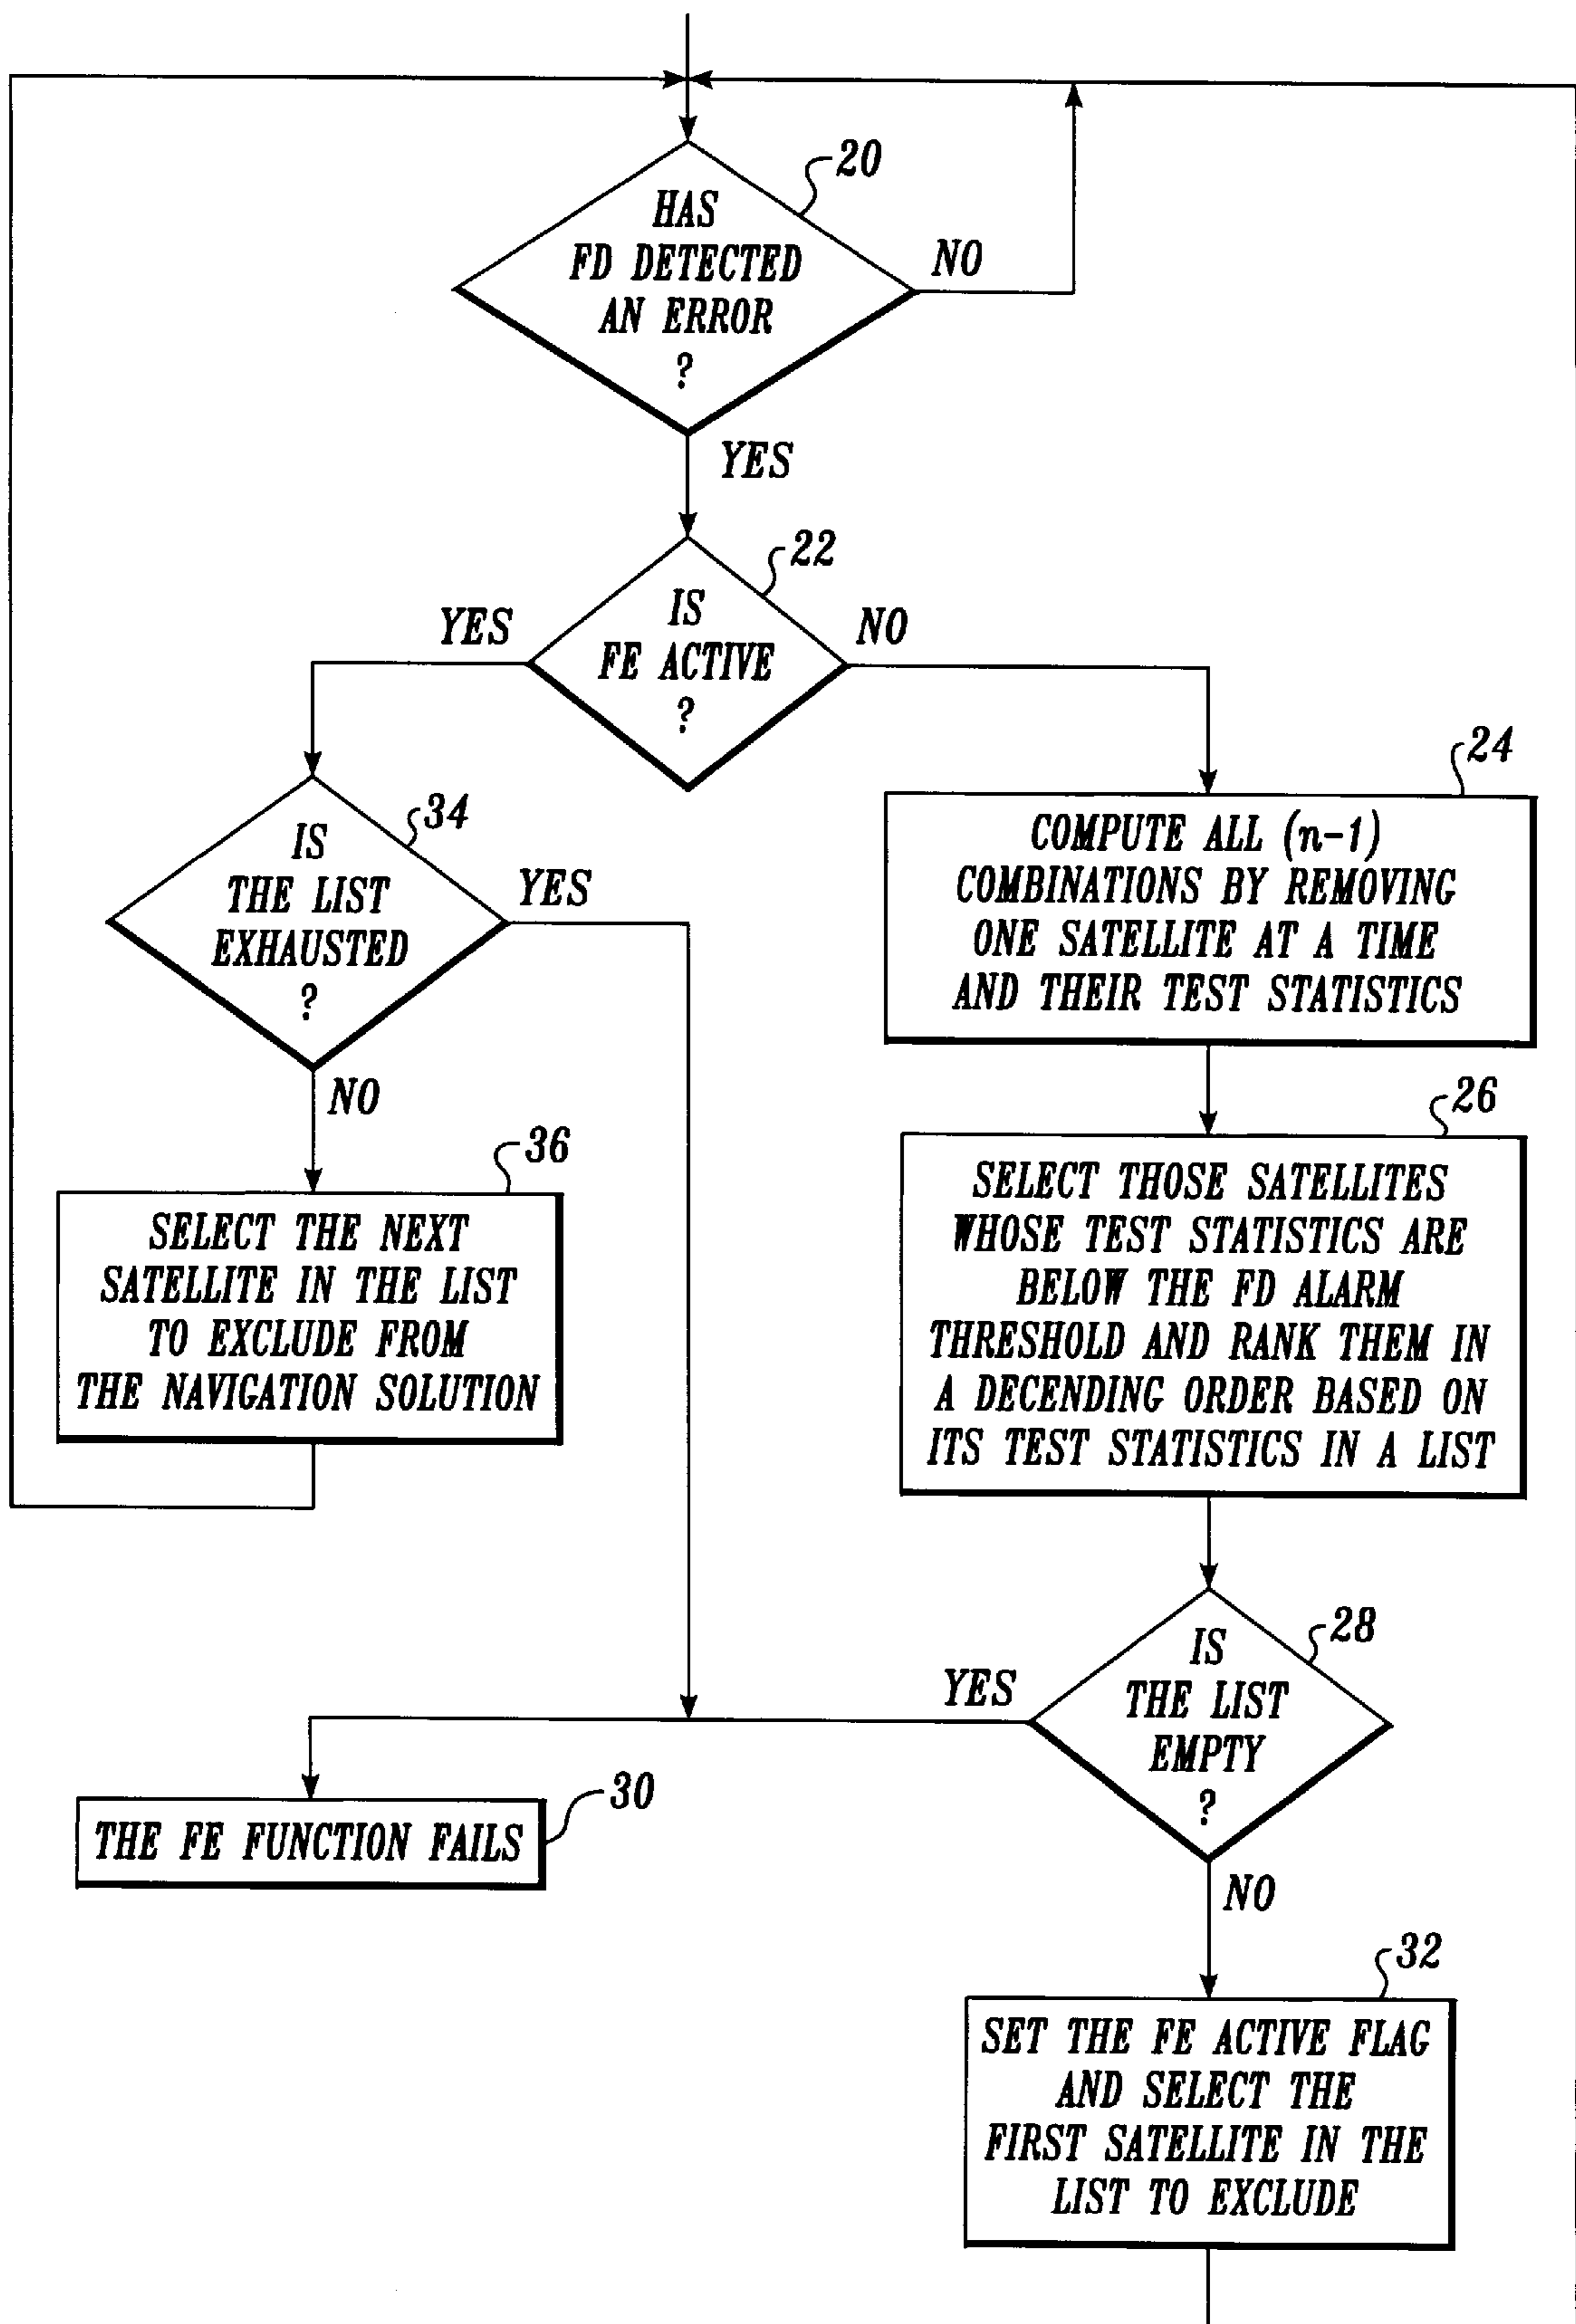 20
HAS
FD DETECTED
AN ERROR
?
NO
YES
22
IS
FE ACTIVE
?
YES
NO
34
IS
THE LIST
EXHAUSTED
?
YES
NO
24
COMPUTE ALL (n-1)
COMBINATIONS BY REMOVING
ONE SATELLITE AT A TIME
AND THEIR TEST STATISTICS
36
SELECT THE NEXT
SATELLITE IN THE LIST
TO EXCLUDE FROM
THE NAVIGATION SOLUTION
26
SELECT THOSE SATELLITES
WHOSE TEST STATISTICS ARE
BELOW THE FD ALARM
THRESHOLD AND RANK THEM IN
A DECENDING ORDER BASED ON
ITS TEST STATISTICS IN A LIST
28
IS
THE LIST
EMPTY
?
YES
NO
30
THE FE FUNCTION FAILS
32
SET THE FE ACTIVE FLAG
AND SELECT THE
FIRST SATELLITE IN THE
LIST TO EXCLUDE